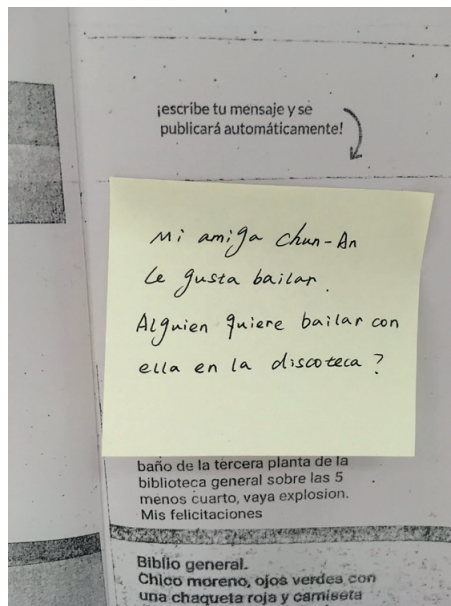 ¡escribe tu mensaje y se
publicará automáticamente!
Mi amiga Chun-An
Le gusta bailar.
Alguien quiere bailar con
ella en la discoteca?
baño de la tercera planta de la
biblioteca general sobre las 5
menos cuarto, vaya explosion.
Mis felicitaciones
Biblio general.
Chico moreno, ojos verdes con
una chaqueta roja y camiseta